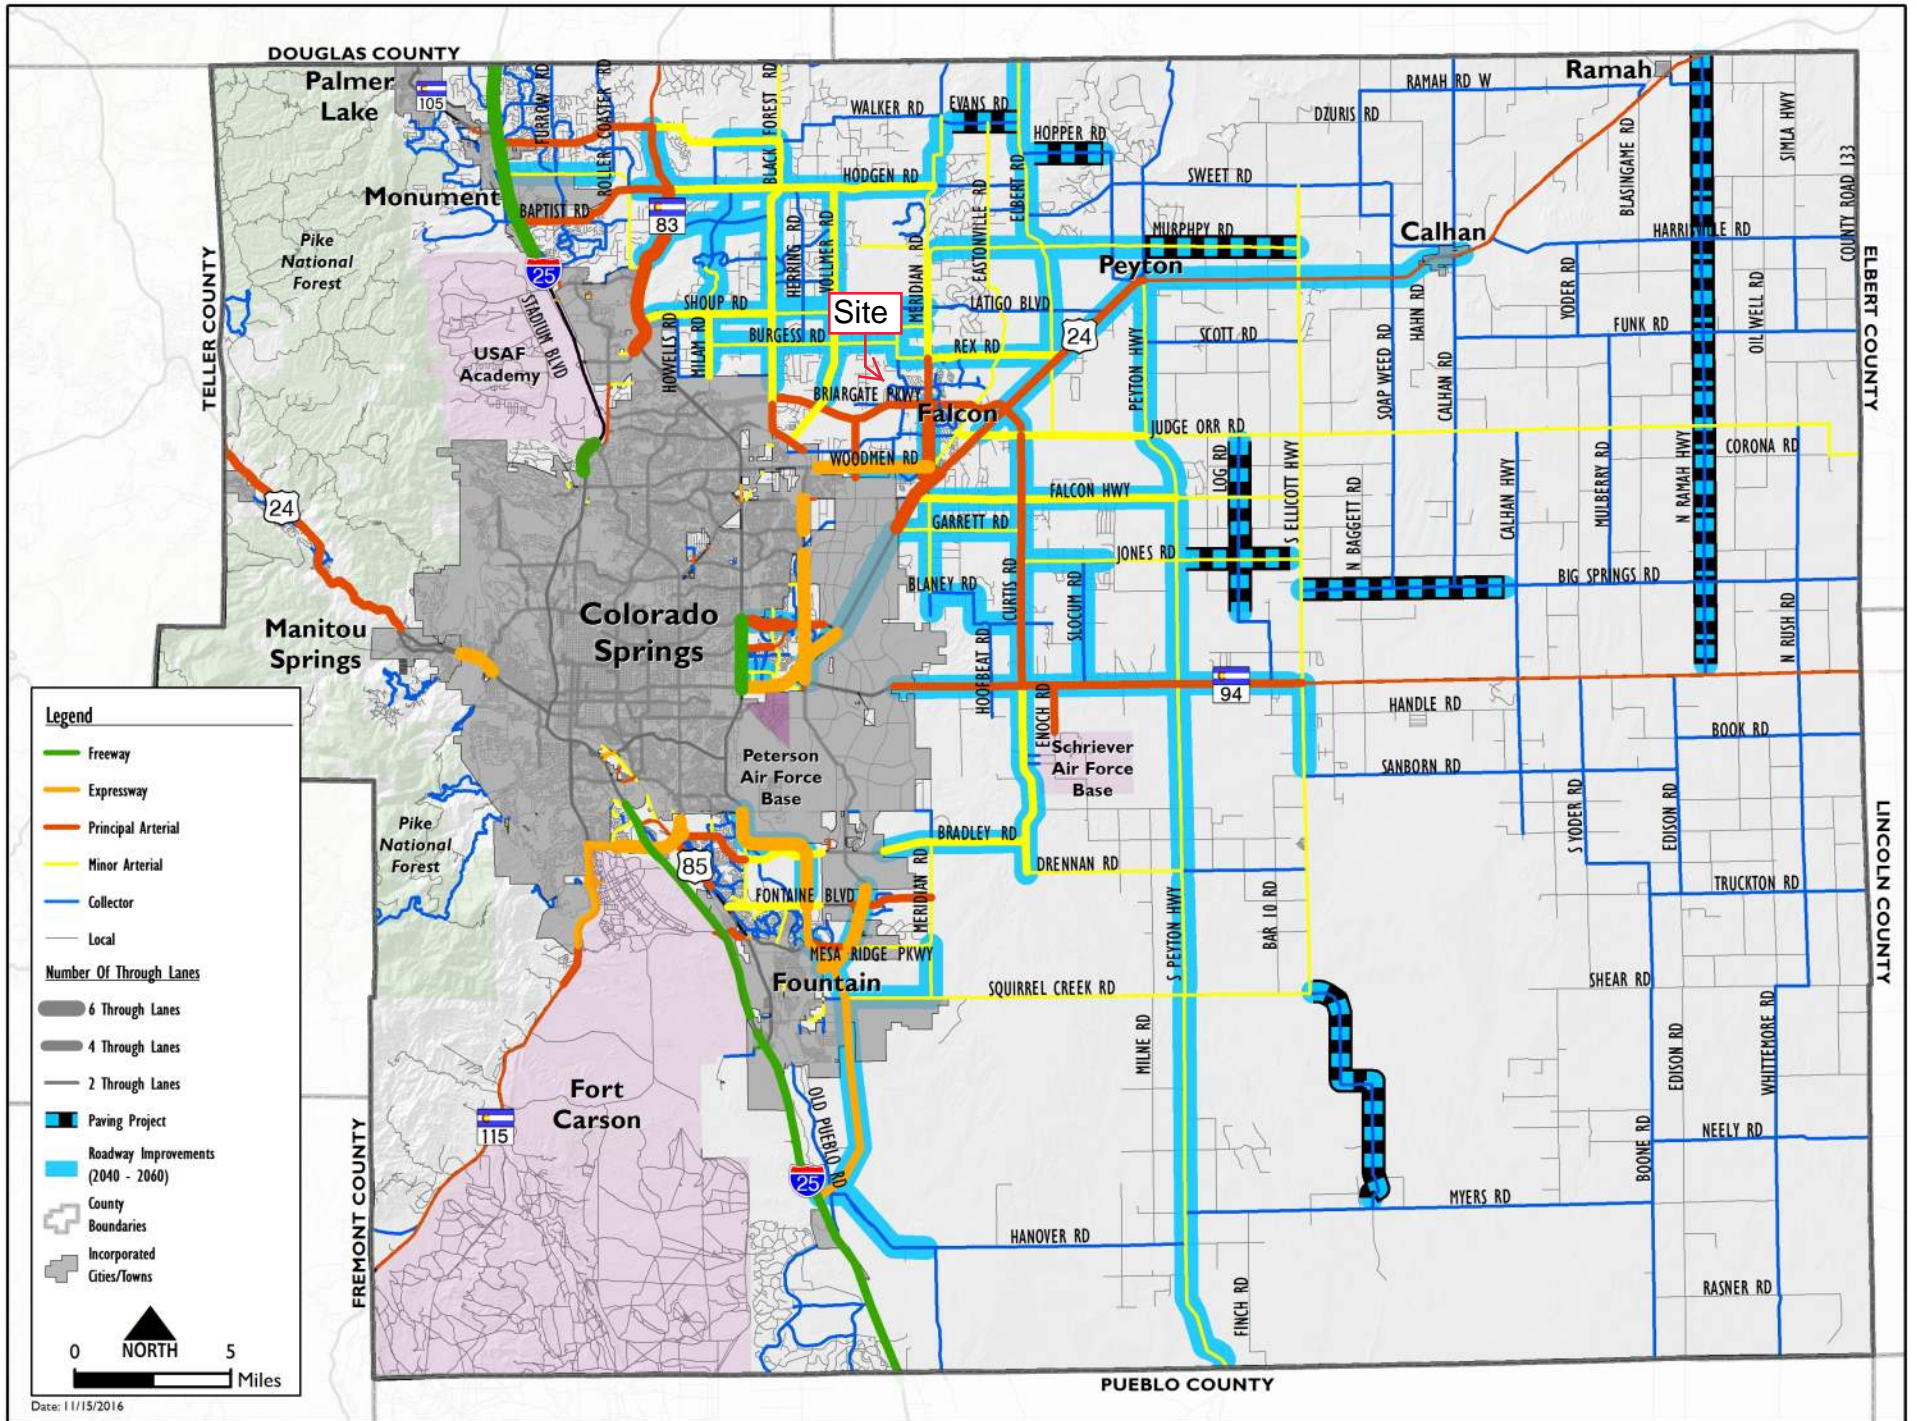 DOUGLAS COUNTY
Palmer
Lake
105
FURROW RD
ROLLER COASTER RD
BLACK FOREST RD
WALKER RD
EVANS RD
HOPPER RD
DZURIS RD
RAMAH RD W
Ramah
BLASINGAME RD
SIMLA HWY
COUNTY ROAD 133
Monument
BAPTIST RD
83
HODGEN RD
HERRING RD
VOLLMER RD
MERIDIAN RD
EASTONVILLE RD
ELBERT RD
SWEET RD
MURPHPY RD
Calhan
HARRISVILLE RD
Pike
National
Forest
25
Peyton
TELLER COUNTY
ELBERT COUNTY
STADIUM BLVD
SHOUP RD
Site
LATIGO BLVD
24
PEYTON HWY
SCOTT RD
HAHN RD
YODER RD
FUNK RD
OIL WELL RD
USAF
Academy
HOWELLS RD
MILAM RD
BURGESS RD
REX RD
SOAP WEED RD
CALHAN RD
BRIARGATE PKWY
Falcon
JUDGE ORR RD
WOODMEN RD
LOG RD
S ELLICOTT HWY
N BAGGETT RD
CALHAN HWY
MULBERRY RD
N RAMAH HWY
CORONA RD
24
FALCON HWY
GARRETT RD
JONES RD
BLANEY RD
CURTIS RD
SLOCUM RD
BIG SPRINGS RD
N RUSH RD
Colorado
Springs
Manitou
Springs
HOOFBEAT RD
ENOCH RD
94
HANDLE RD
BOOK RD
SANBORN RD
Schriever
Air Force
Base
Peterson
Air Force
Base
S YODER RD
EDISON RD
LINCOLN COUNTY
Pike
National
Forest
85
BRADLEY RD
DRENNAN RD
FONTAINE BLVD
MERIDIAN RD
S PEYTON HWY
BAR 10 RD
TRUCKTON RD
MESA RIDGE PKWY
Fountain
SQUIRREL CREEK RD
SHEAR RD
MILNE RD
EDISON RD
WHITTEMORE RD
Fort
Carson
115
OLD PUEBLO RD
25
BOONE RD
NEELY RD
MYERS RD
HANOVER RD
FINCH RD
RASNER RD
FREMONT COUNTY
PUEBLO COUNTY
Legend
Freeway
Expressway
Principal Arterial
Minor Arterial
Collector
Local
Number Of Through Lanes
6 Through Lanes
4 Through Lanes
2 Through Lanes
Paving Project
Roadway Improvements
(2040 - 2060)
County
Boundaries
Incorporated
Cities/Towns
NORTH
0 5
Miles
Date: 11/15/2016